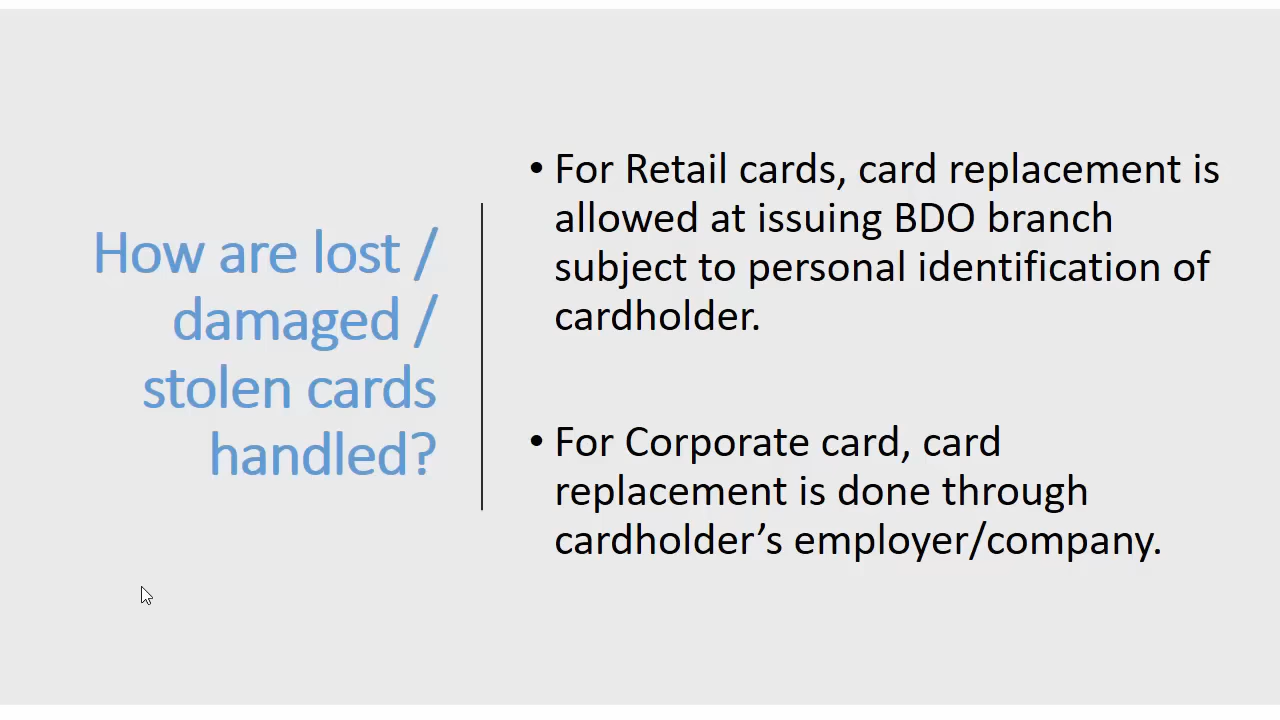 How are lost /
damaged /
stolen cards
handled?
• For Retail cards, card replacement is
allowed at issuing BDO branch
subject to personal identification of
cardholder.
• For Corporate card, card
replacement is done through
cardholder’s employer/company.